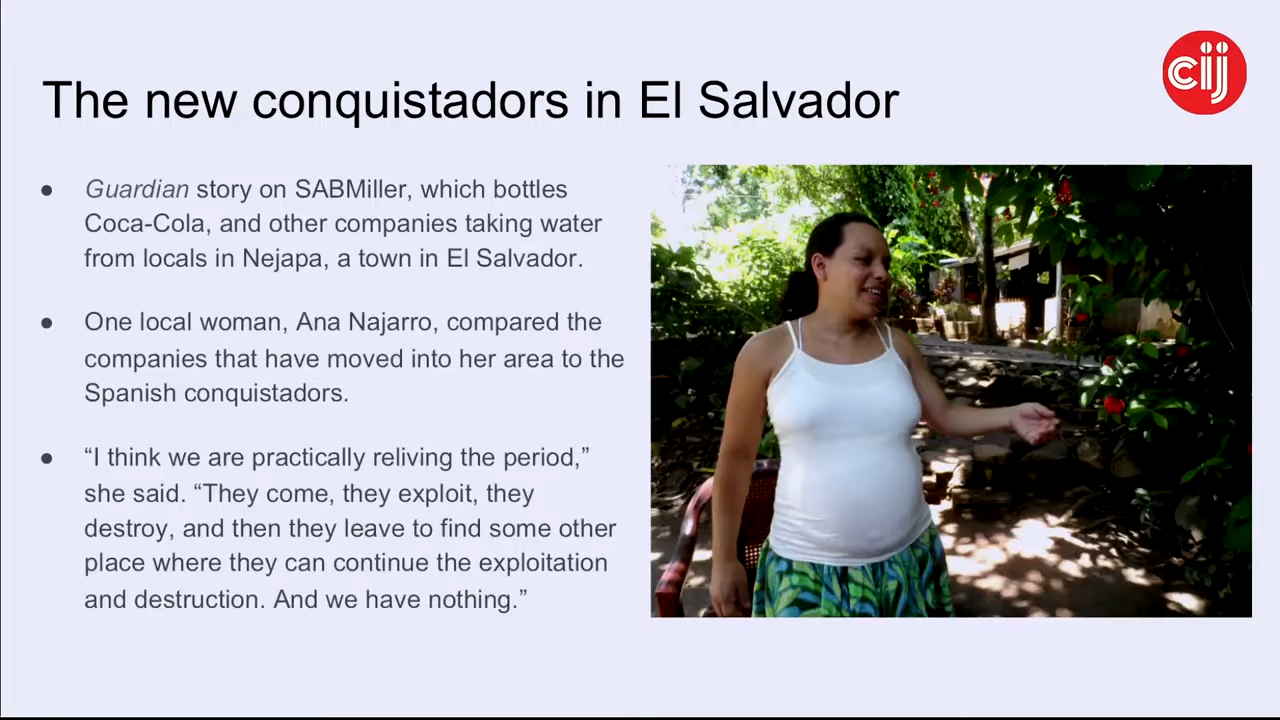 cij
The new conquistadors in El Salvador
● Guardian story on SABMiller, which bottles
Coca-Cola, and other companies taking water
from locals in Nejapa, a town in El Salvador.
● One local woman, Ana Najarro, compared the
companies that have moved into her area to the
Spanish conquistadors.
● “I think we are practically reliving the period,”
she said. “They come, they exploit, they
destroy, and then they leave to find some other
place where they can continue the exploitation
and destruction. And we have nothing.”